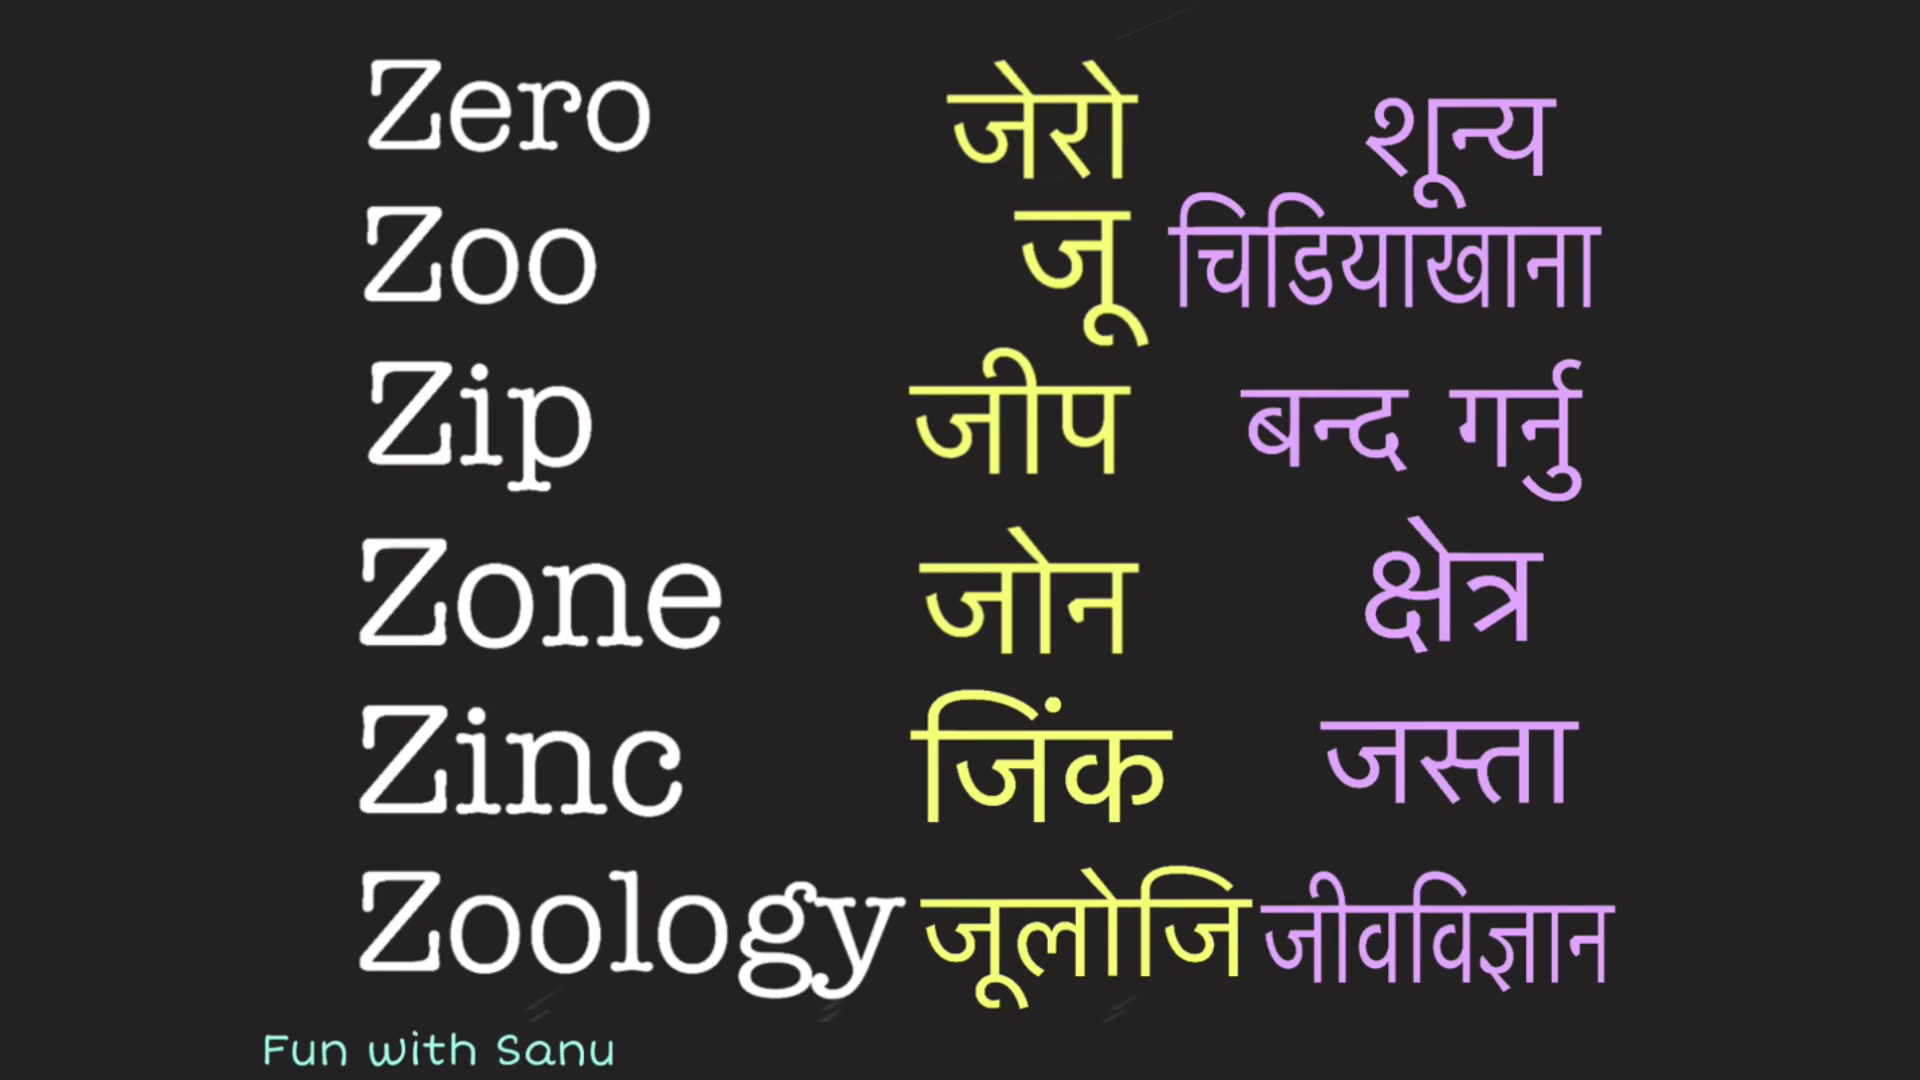 Zero जेरो शून्य
Zoo जू चिडियाखाना
Zip जीप बन्द गर्नु
Zone जोन क्षेत्र
Zinc जिंक जस्ता
Zoology जूलोजि जीवविज्ञान
Fun with Sanu